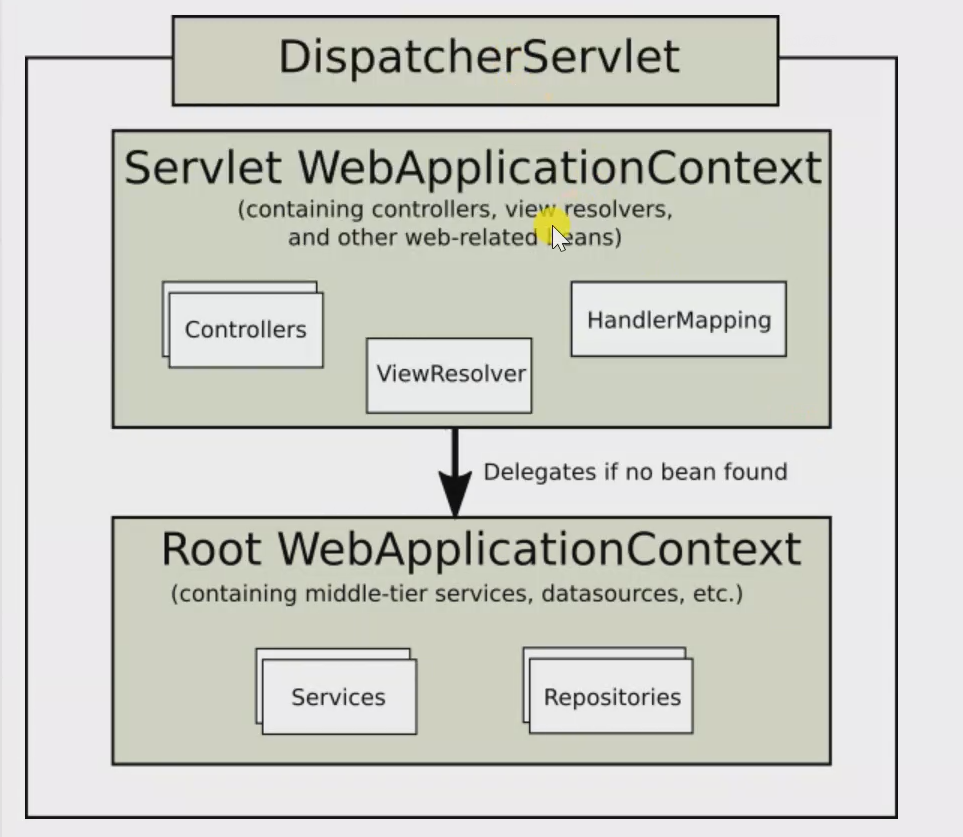 DispatcherServlet
Servlet WebApplicationContext
(containing controllers, view resolvers,
and other web-related beans)
Controllers
HandlerMapping
ViewResolver
Delegates if no bean found
Root WebApplicationContext
(containing middle-tier services, datasources, etc.)
Services
Repositories